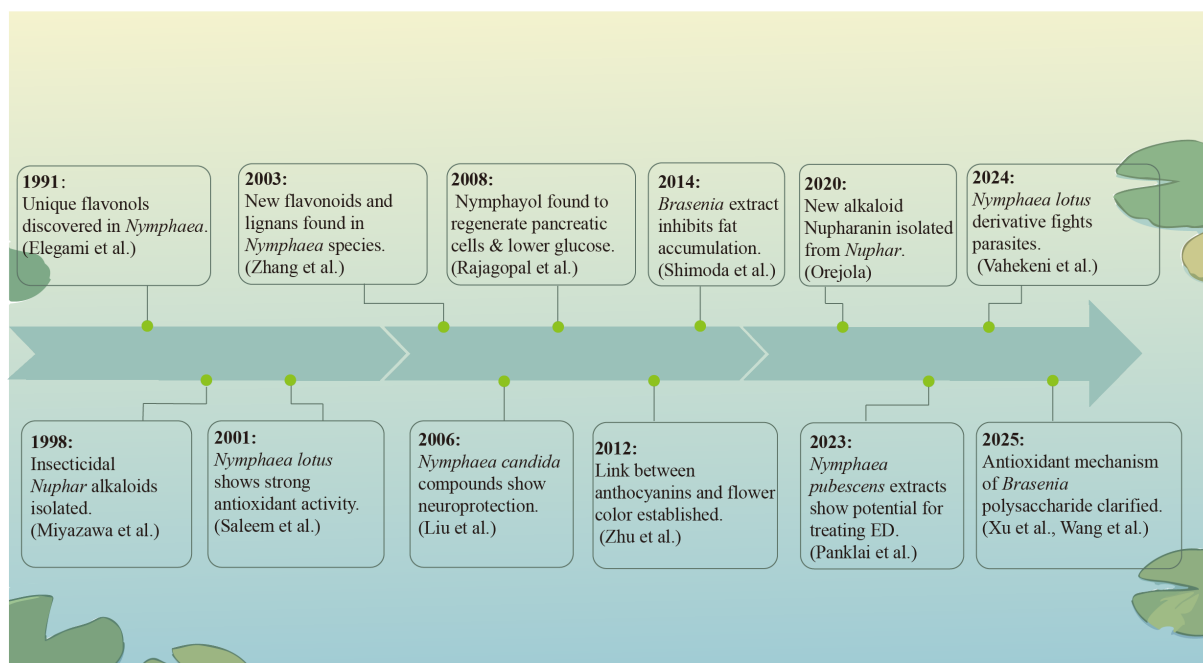 1991:
Unique flavonols
discovered in Nymphaea.
(Elegami et al.)
2003:
New flavonoids and
lignans found in
Nymphaea species.
(Zhang et al.)
2008:
Nymphayol found to
regenerate pancreatic
cells & lower glucose.
(Rajagopal et al.)
2014:
Brasenia extract
inhibits fat
accumulation.
(Shimoda et al.)
2020:
New alkaloid
Nupharanin isolated
from Nuphar.
(Orejola)
2024:
Nymphaea lotus
derivative fights
parasites.
(Vahekeni et al.)
1998:
Insecticidal
Nuphar alkaloids
isolated.
(Miyazawa et al.)
2001:
Nymphaea lotus
shows strong
antioxidant activity.
(Saleem et al.)
2006:
Nymphaea candida
compounds show
neuroprotection.
(Liu et al.)
2012:
Link between
anthocyanins and flower
color established.
(Zhu et al.)
2023:
Nymphaea
pubescens extracts
show potential for
treating ED.
(Panklai et al.)
2025:
Antioxidant mechanism
of Brasenia
polysaccharide clarified.
(Xu et al., Wang et al.)